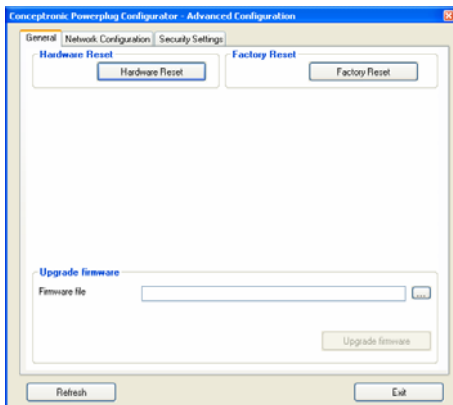 Conceptronic Powerplug Configurator - Advanced Configuration
General Network Configuration Security Settings
Hardware Reset Factory Reset
Hardware Reset Factory Reset
Upgrade firmware
Firmware file ...
Upgrade firmware
Refresh Exit